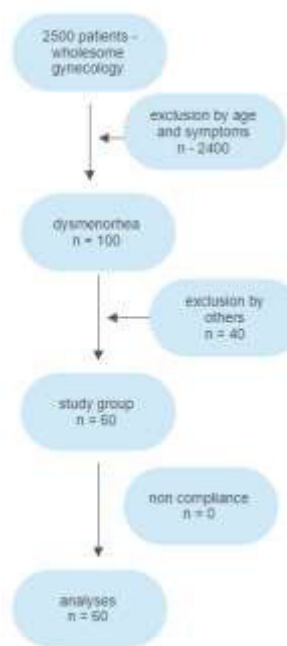 2500 patients -
wholesome
gynecology
exclusion by age
and symptoms
n - 2400
dysmenorhea
n = 100
exclusion by
others
n = 40
study group
n = 60
non compliance
n = 0
analyses
n = 60